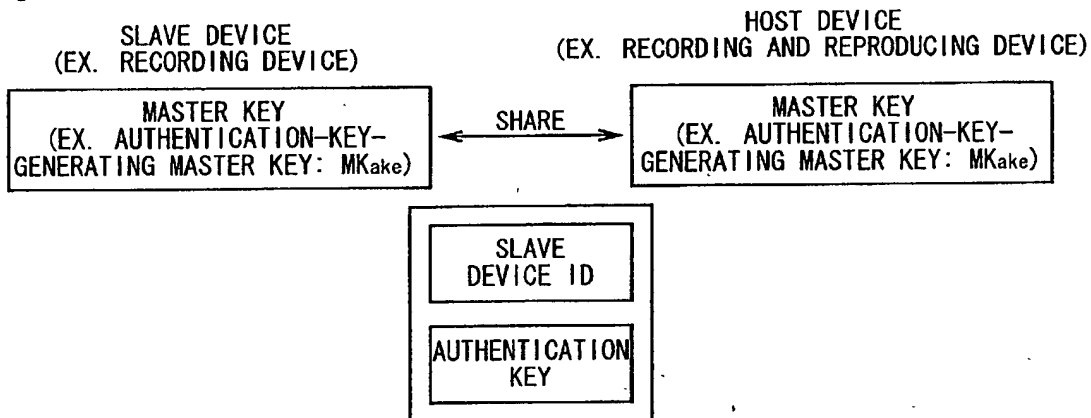 SLAVE DEVICE
(EX. RECORDING DEVICE)
HOST DEVICE
(EX. RECORDING AND REPRODUCING DEVICE)
MASTER KEY
(EX. AUTHENTICATION-KEY-
GENERATING MASTER KEY: MKake)
SHARE
MASTER KEY
(EX. AUTHENTICATION-KEY-
GENERATING MASTER KEY: MKake)
SLAVE
DEVICE ID
AUTHENTICATION
KEY